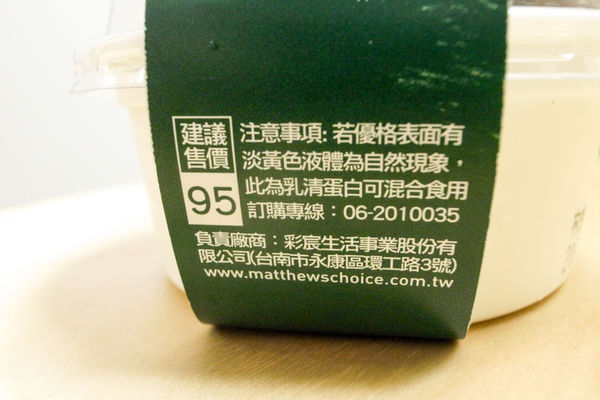 建議
售價
95
注意事項: 若優格表面有
淡黃色液體為自然現象，
此為乳清蛋白可混合食用
訂購專線：06-2010035
負責廠商：彩宸生活事業股份有
限公司(台南市永康區環工路3號)
www.matthewschoice.com.tw